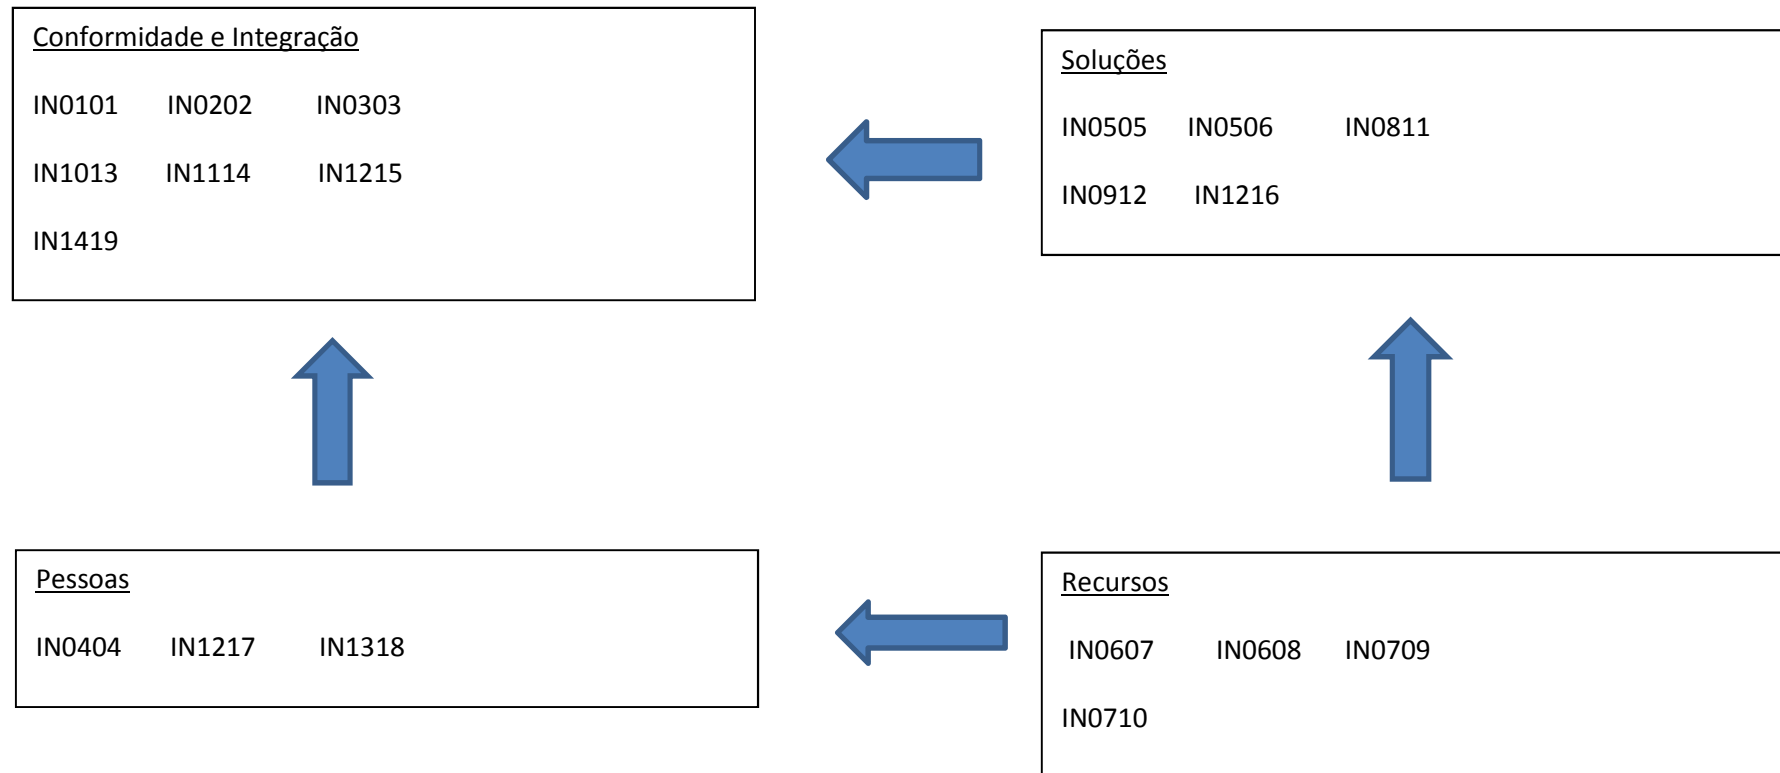 Conformidade e Integração
IN0101 IN0202 IN0303
IN1013 IN1114 IN1215
IN1419
Soluções
IN0505 IN0506 IN0811
IN0912 IN1216
Pessoas
IN0404 IN1217 IN1318
Recursos
IN0607 IN0608 IN0709
IN0710